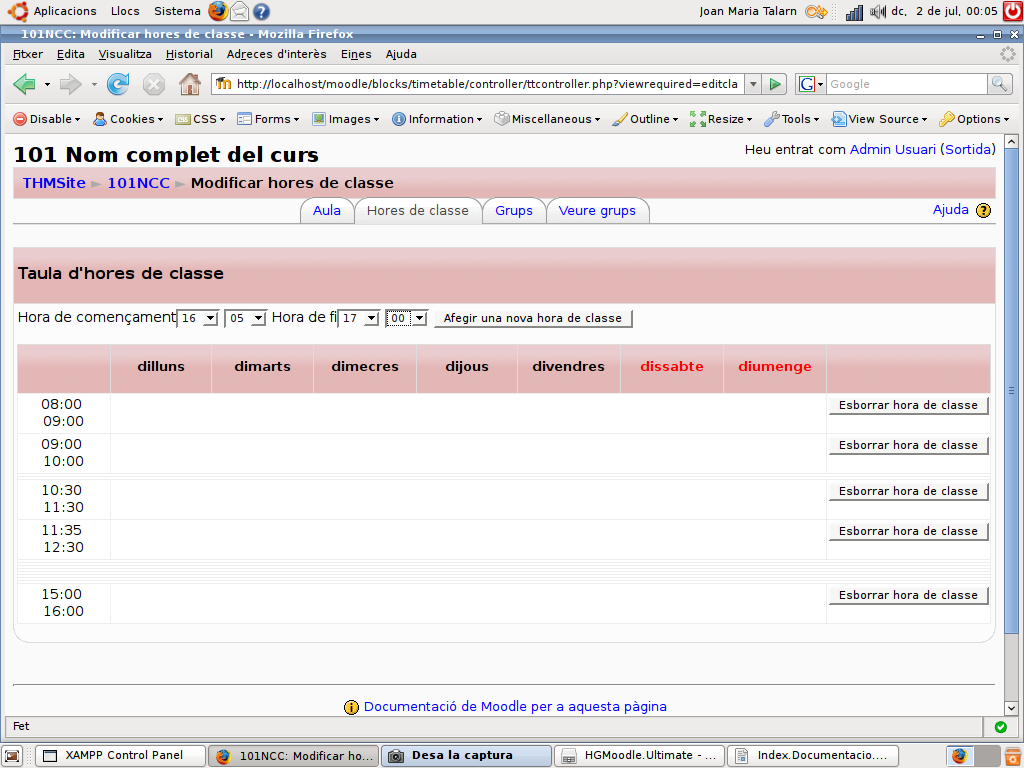 Aplicacions Llocs Sistema Joan Maria Talarn dc, 2 de jul, 00:05
101NCC: Modificar hores de classe - Mozilla Firefox
Fitxer Edita Visualitza Historial Adreces d'interès Eines Ajuda
http://localhost/moodle/blocks/timetable/controller/ttcontroller.php?viewrequired=editcla G Google
Disable Cookies CSS Forms Images Information Miscellaneous Outline Resize Tools View Source Options
101 Nom complet del curs
Heu entrat com Admin Usuari (Sortida)
THMSite ► 101NCC ► Modificar hores de classe
Aula Hores de classe Grups Veure grups Ajuda
Taula d'hores de classe
Hora de començament 16 05 Hora de fi 17 00 Afegir una nova hora de classe
dilluns dimarts dimecres dijous divendres dissabte diumenge
08:00 Esborrar hora de classe
09:00
09:00 Esborrar hora de classe
10:00
10:30 Esborrar hora de classe
11:30
11:35 Esborrar hora de classe
12:30
15:00 Esborrar hora de classe
16:00
Documentació de Moodle per a aquesta pàgina
Fet
XAMPP Control Panel 101NCC: Modificar ho... Desa la captura HGMoodle.Ultimate - ... Index.Documentacio....